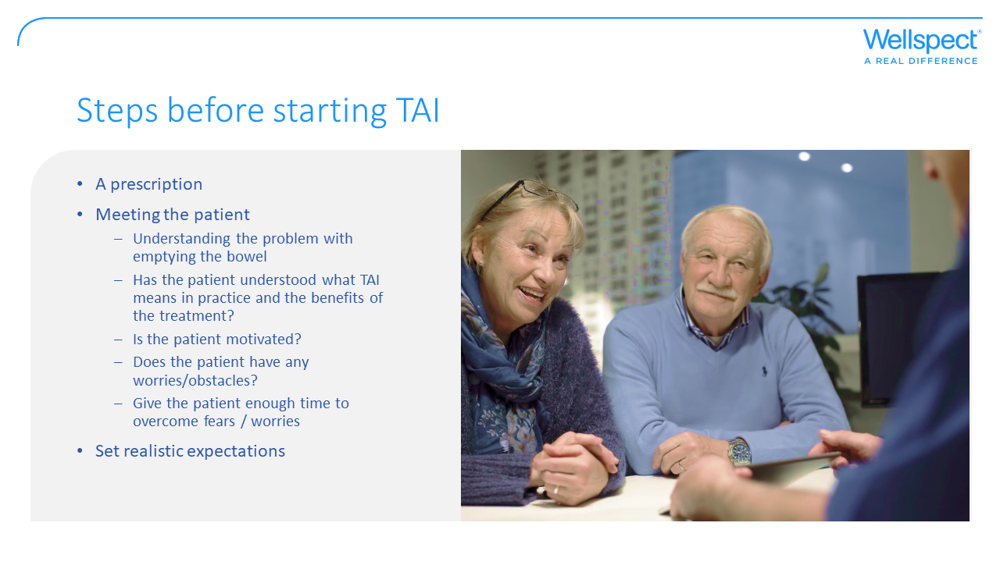 Wellspect®
A REAL DIFFERENCE
Steps before starting TAI
• A prescription
• Meeting the patient
– Understanding the problem with
emptying the bowel
– Has the patient understood what TAI
means in practice and the benefits of
the treatment?
– Is the patient motivated?
– Does the patient have any
worries/obstacles?
– Give the patient enough time to
overcome fears / worries
• Set realistic expectations